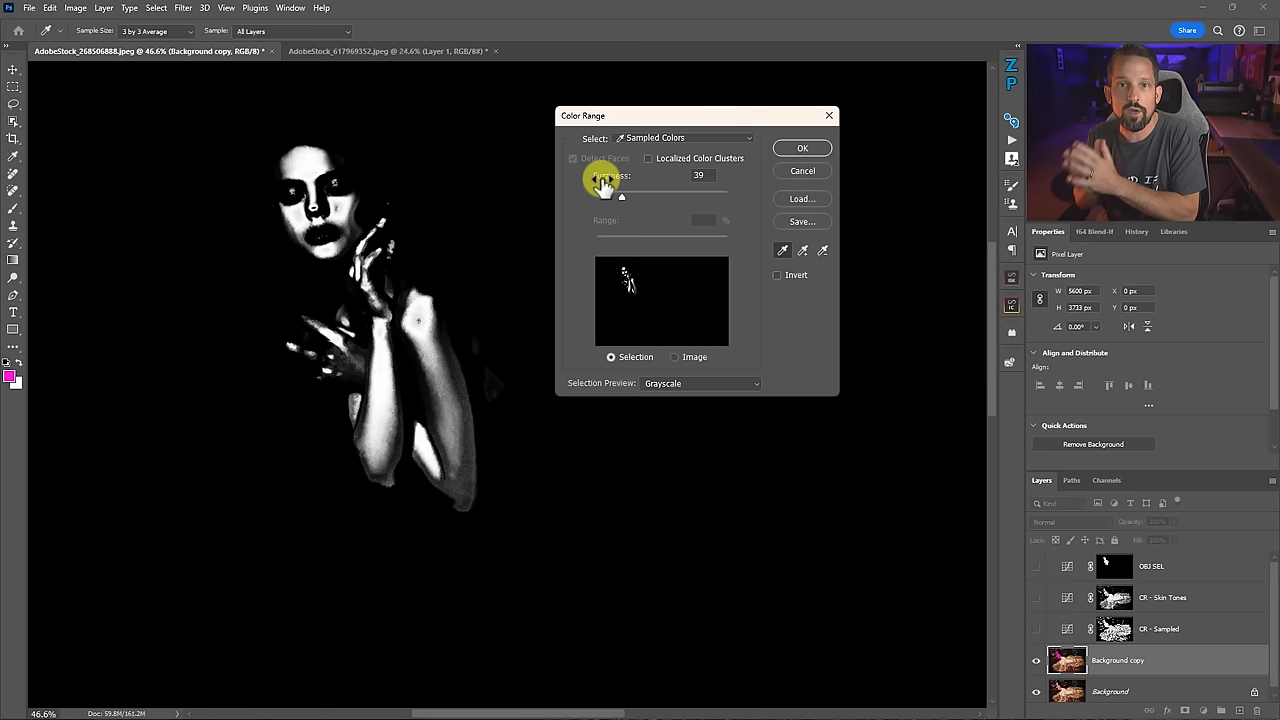 Ps File Edit Image Layer Type Select Filter 3D View Plugins Window Help
Sample Size: 3 by 3 Average Sample: All Layers Share
AdobeStock_268506888.jpeg @ 46.6% (Background copy, RGB/8) * × AdobeStock_617969352.jpeg @ 24.6% (Layer 1, RGB/8#) * ×
Color Range
Select: Sampled Colors
Detect Faces Localized Color Clusters
39
Range: %
Selection Image
Selection Preview: Grayscale
OK
Cancel
Load...
Save...
Invert
Z
P
Properties f64 Blend-If History Libraries
Pixel Layer
Transform
W 5600 px X 0 px
H 3733 px Y 0 px
0.00°
Align and Distribute
Align:
...
Quick Actions
Remove Background
Layers Paths Channels
Kind
Normal Opacity: 100%
Lock: Fill: 100%
OBJ SEL
CR - Skin Tones
CR - Sampled
Background copy
Background
46.6% Doc: 59.8M/161.2M